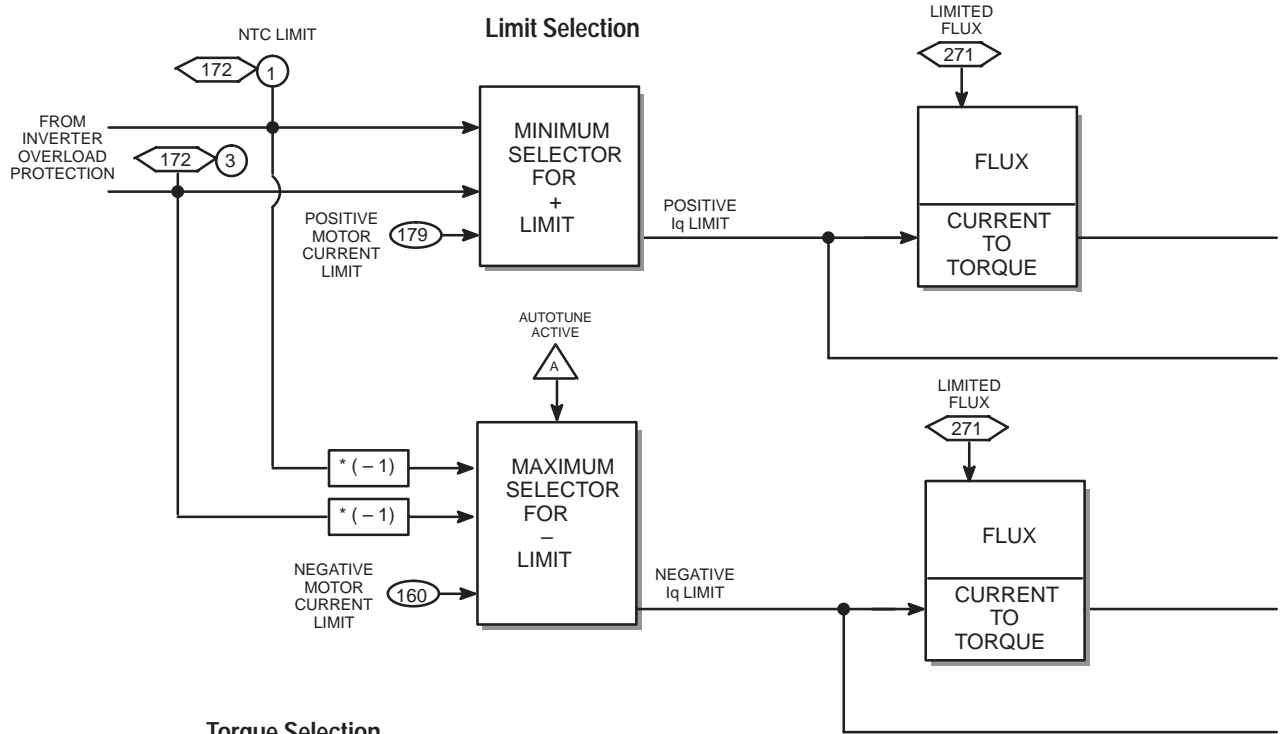 Limit Selection
NTC LIMIT
172
1
FROM
INVERTER
OVERLOAD
PROTECTION
172
3
POSITIVE
MOTOR
CURRENT
LIMIT
179
MINIMUM
SELECTOR
FOR
+
LIMIT
POSITIVE
Iq LIMIT
LIMITED
FLUX
271
FLUX
CURRENT
TO
TORQUE
AUTOTUNE
ACTIVE
A
* ( – 1)
* ( – 1)
NEGATIVE
MOTOR
CURRENT
LIMIT
160
MAXIMUM
SELECTOR
FOR
–
LIMIT
NEGATIVE
Iq LIMIT
LIMITED
FLUX
271
FLUX
CURRENT
TO
TORQUE
Torque Selection